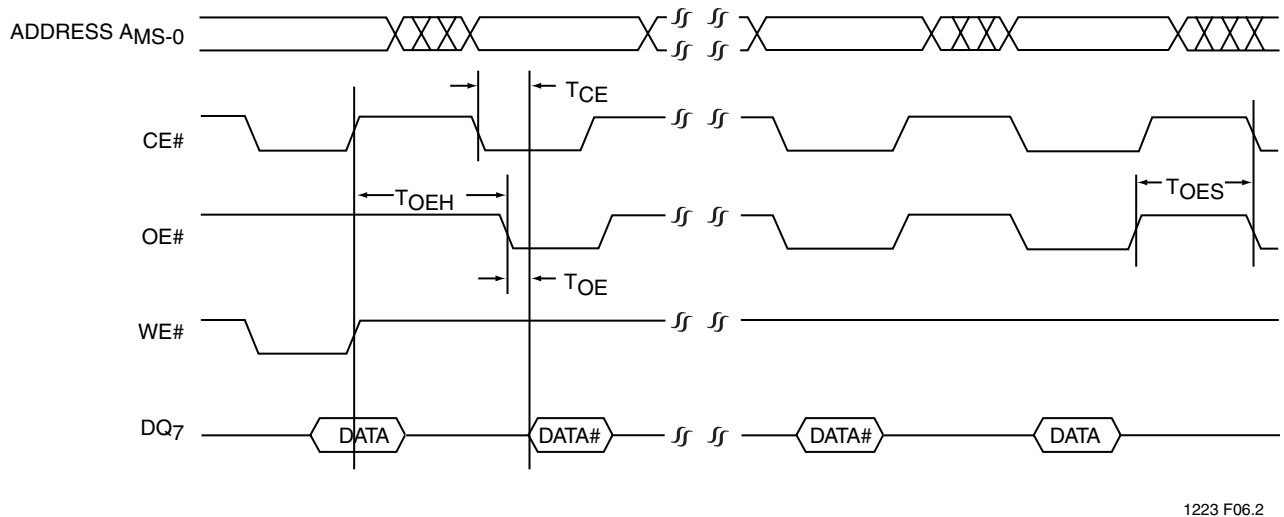 ADDRESS AMS-0
TCE
CE#
TOEH
TOES
OE#
TOE
WE#
DQ7
DATA
DATA#
DATA#
DATA
1223 F06.2